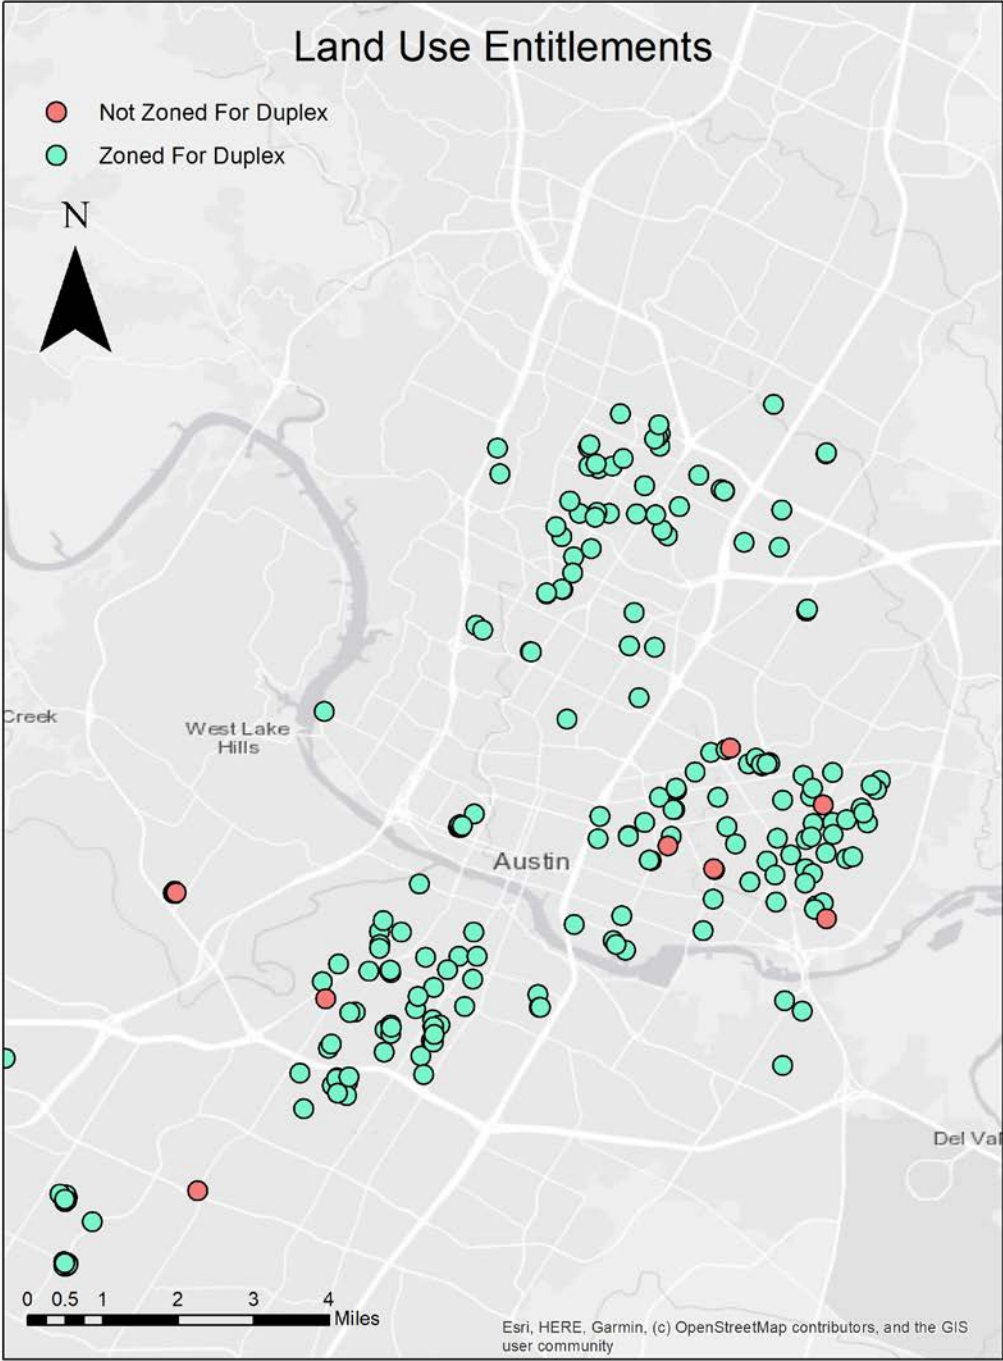 Land Use Entitlements
Not Zoned For Duplex
Zoned For Duplex
N
Creek
West Lake
Hills
Austin
Del Val
0 0.5 1 2 3 4
Miles
Esri, HERE, Garmin, (c) OpenStreetMap contributors, and the GIS
user community